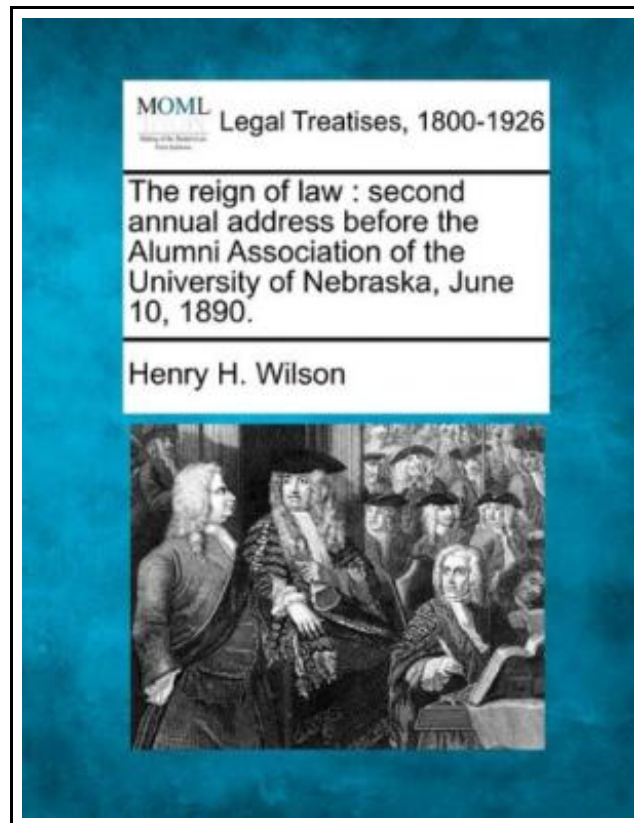 MOML
Legal Treatises, 1800-1926
The reign of law : second
annual address before the
Alumni Association of the
University of Nebraska, June
10, 1890.
Henry H. Wilson